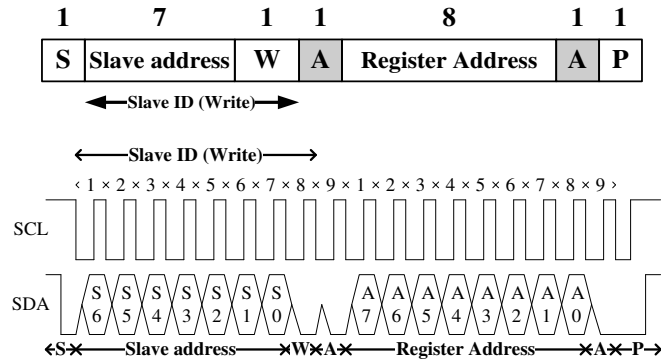 1 7 1 1 8 1 1
S Slave address W A Register Address A P
Slave ID (Write)
Slave ID (Write)
1 2 3 4 5 6 7 8 9 1 2 3 4 5 6 7 8 9
SCL
SDA S6 S5 S4 S3 S2 S1 S0 A7 A6 A5 A4 A3 A2 A1 A0
S Slave address W A Register Address A P